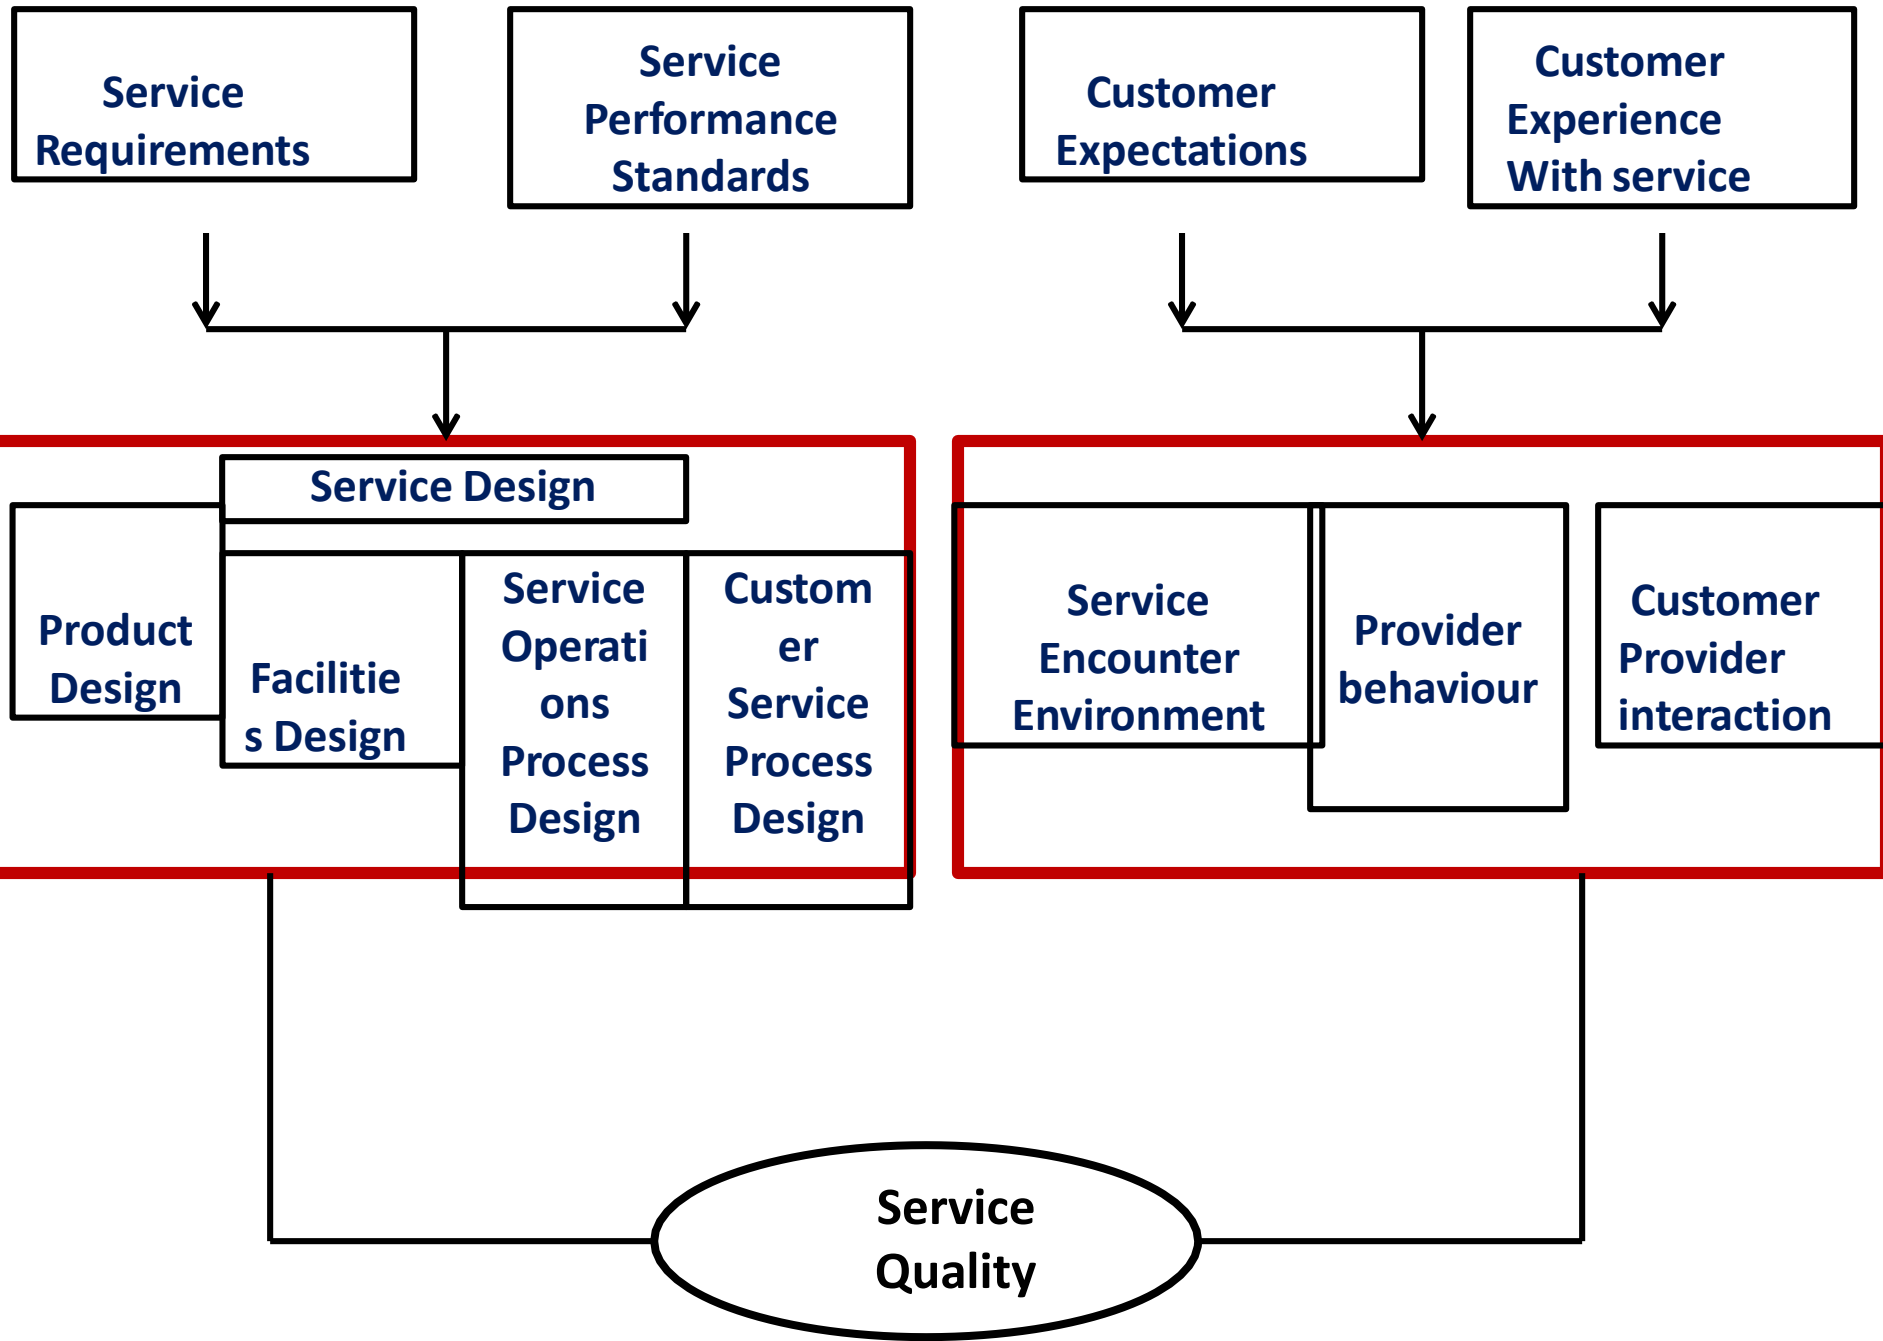 Service
Requirements
Service
Performance
Standards
Customer
Expectations
Customer
Experience
With service
Service Design
Product
Design
Facilitie
s Design
Service
Operati
ons
Process
Design
Custom
er
Service
Process
Design
Service
Encounter
Environment
Provider
behaviour
Customer
Provider
interaction
Service
Quality